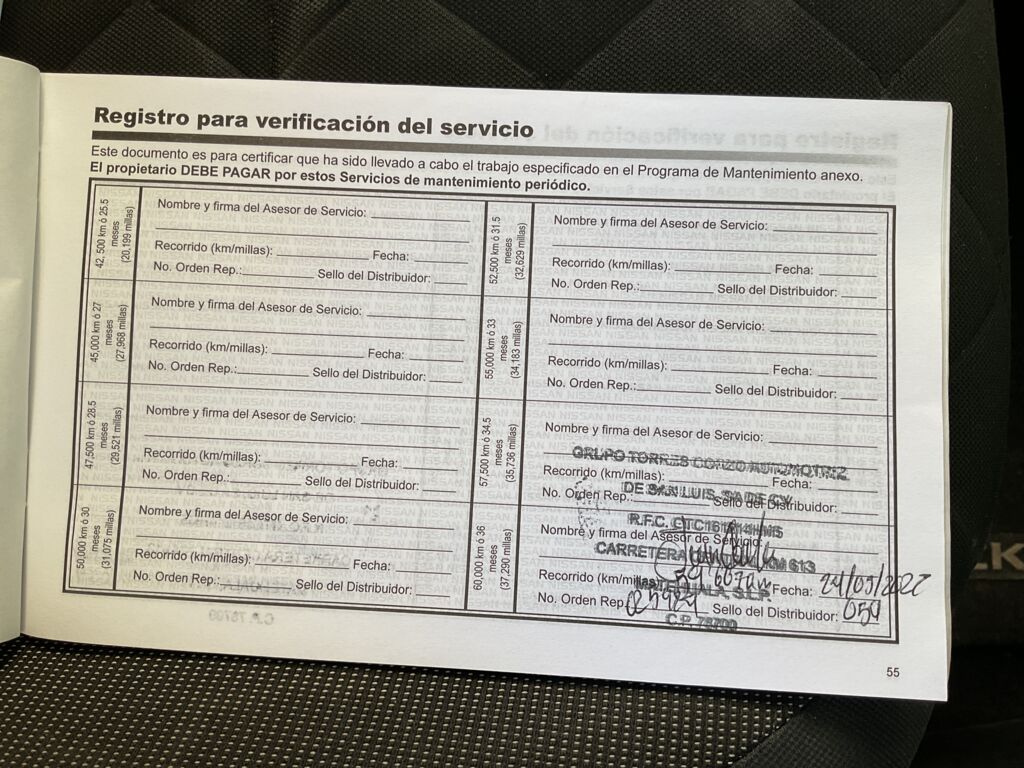 Registro para verificación del servicio
Este documento es para certificar que ha sido llevado a cabo el trabajo especificado en el Programa de Mantenimiento anexo.
El propietario DEBE PAGAR por estos Servicios de mantenimiento periódico.
42, 500 km ó 25.5
meses
(20,199 millas)
Nombre y firma del Asesor de Servicio:
Recorrido (km/millas): Fecha:
No. Orden Rep.: Sello del Distribuidor:
45,000 km ó 27
meses
(27,968 millas)
Nombre y firma del Asesor de Servicio:
Recorrido (km/millas): Fecha:
No. Orden Rep.: Sello del Distribuidor:
47,500 km ó 28.5
meses
(29,521 millas)
Nombre y firma del Asesor de Servicio:
Recorrido (km/millas): Fecha:
No. Orden Rep.: Sello del Distribuidor:
50,000 km ó 30
meses
(31,075 millas)
Nombre y firma del Asesor de Servicio:
Recorrido (km/millas): Fecha:
No. Orden Rep.: Sello del Distribuidor:
52,500 km ó 31.5
meses
(32,629 millas)
Nombre y firma del Asesor de Servicio:
Recorrido (km/millas): Fecha:
No. Orden Rep.: Sello del Distribuidor:
55,000 km ó 33
meses
(34,183 millas)
Nombre y firma del Asesor de Servicio:
Recorrido (km/millas): Fecha:
No. Orden Rep.: Sello del Distribuidor:
57,500 km ó 34.5
meses
(35,736 millas)
Nombre y firma del Asesor de Servicio:
GRUPO TORRES CORZO AUTOMOTRIZ
Recorrido (km/millas): Fecha:
DE SAN LUIS, SA DE CV
No. Orden Rep.: Sello del Distribuidor:
60,000 km ó 36
meses
(37,290 millas)
R.F.C.
Nombre y firma del Asesor de Servicio:
CARRETERA KM 613
Recorrido (km/millas): Fecha: 24/05/2022
S.L.P.
No. Orden Rep. Sello del Distribuidor: 054
C.P. 78700
55